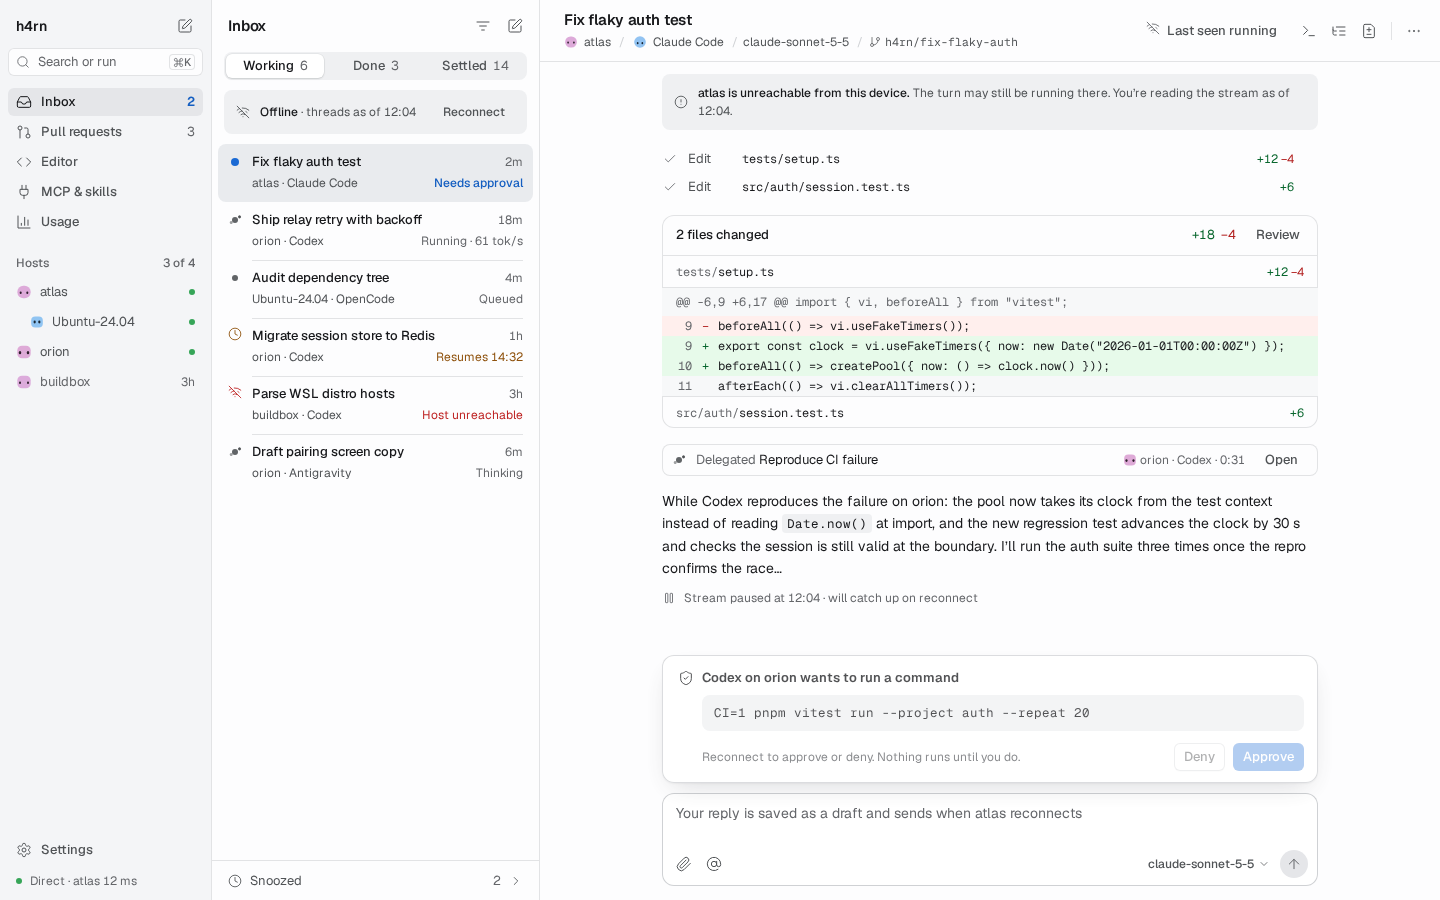 h4rn
Search or run ⌘K
Inbox 2
Pull requests 3
Editor
MCP & skills
Usage
Hosts 3 of 4
atlas
Ubuntu-24.04
orion
buildbox 3h
Settings
Direct · atlas 12 ms
Inbox
Working 6 Done 3 Settled 14
Offline · threads as of 12:04 Reconnect
Fix flaky auth test 2m
atlas · Claude Code Needs approval
Ship relay retry with backoff 18m
orion · Codex Running · 61 tok/s
Audit dependency tree 4m
Ubuntu-24.04 · OpenCode Queued
Migrate session store to Redis 1h
orion · Codex Resumes 14:32
Parse WSL distro hosts 3h
buildbox · Codex Host unreachable
Draft pairing screen copy 6m
orion · Antigravity Thinking
Snoozed 2
Fix flaky auth test
atlas / Claude Code / claude-sonnet-5-5 / h4rn/fix-flaky-auth
Last seen running
atlas is unreachable from this device. The turn may still be running there. You're reading the stream as of
12:04.
Edit tests/setup.ts +12 −4
Edit src/auth/session.test.ts +6
2 files changed +18 −4 Review
tests/setup.ts +12 −4
@@ -6,9 +6,17 @@ import { vi, beforeAll } from "vitest";
9 − beforeAll(() => vi.useFakeTimers());
9 + export const clock = vi.useFakeTimers({ now: new Date("2026-01-01T00:00:00Z") });
10 + beforeAll(() => createPool({ now: () => clock.now() }));
11 afterEach(() => vi.clearAllTimers());
src/auth/session.test.ts +6
Delegated Reproduce CI failure orion · Codex · 0:31 Open
While Codex reproduces the failure on orion: the pool now takes its clock from the test context
instead of reading Date.now() at import, and the new regression test advances the clock by 30 s
and checks the session is still valid at the boundary. I'll run the auth suite three times once the repro
confirms the race…
Stream paused at 12:04 · will catch up on reconnect
Codex on orion wants to run a command
CI=1 pnpm vitest run --project auth --repeat 20
Reconnect to approve or deny. Nothing runs until you do. Deny Approve
Your reply is saved as a draft and sends when atlas reconnects
claude-sonnet-5-5